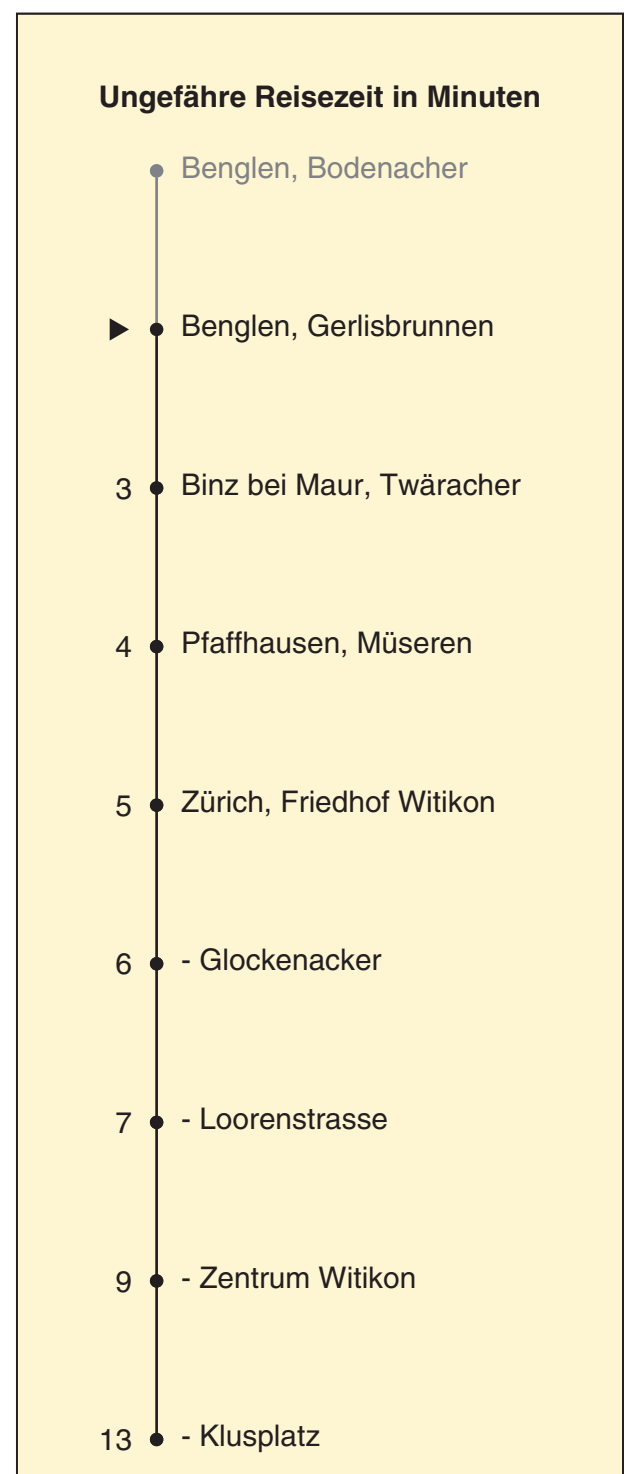 Ungefähre Reisezeit in Minuten
Benglen, Bodenacher
Benglen, Gerlisbrunnen
3 Binz bei Maur, Twäracher
4 Pfaffhausen, Müseren
5 Zürich, Friedhof Witikon
6 - Glockenacker
7 - Loorenstrasse
9 - Zentrum Witikon
13 - Klusplatz